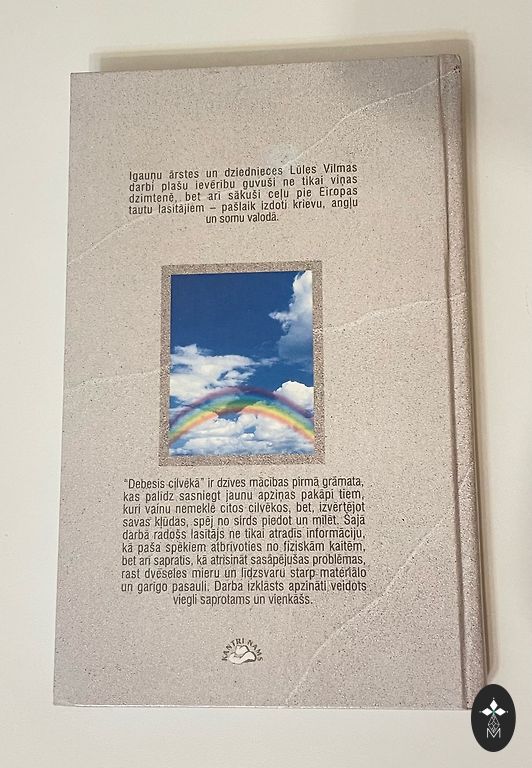 Igauņu ārstes un dziednieces Lūles Vilmas
darbi plašu ievērību guvuši ne tikai viņas
dzimtenē, bet arī sākuši ceļu pie Eiropas
tautu lasītājiem – pašlaik izdoti krievu, angļu
un somu valodā.
"Debesis cilvēkā" ir dzīves mācības pirmā grāmata,
kas palīdz sasniegt jaunu apziņas pakāpi tiem,
kuri vainu nemeklē citos cilvēkos, bet, izvērtējot
savas kļūdas, spēj no sirds piedot un mīlēt. Šajā
darbā radošs lasītājs ne tikai atradīs informāciju,
kā paša spēkiem atbrīvoties no fiziskām kaitēm,
bet arī sapratīs, kā atrisināt sasāpējušas problēmas,
rast dvēseles mieru un līdzsvaru starp materiālo
un garīgo pasauli. Darba izklāsts apzināti veidots
viegli saprotams un vienkāršs.
KANTRI NAMS
M